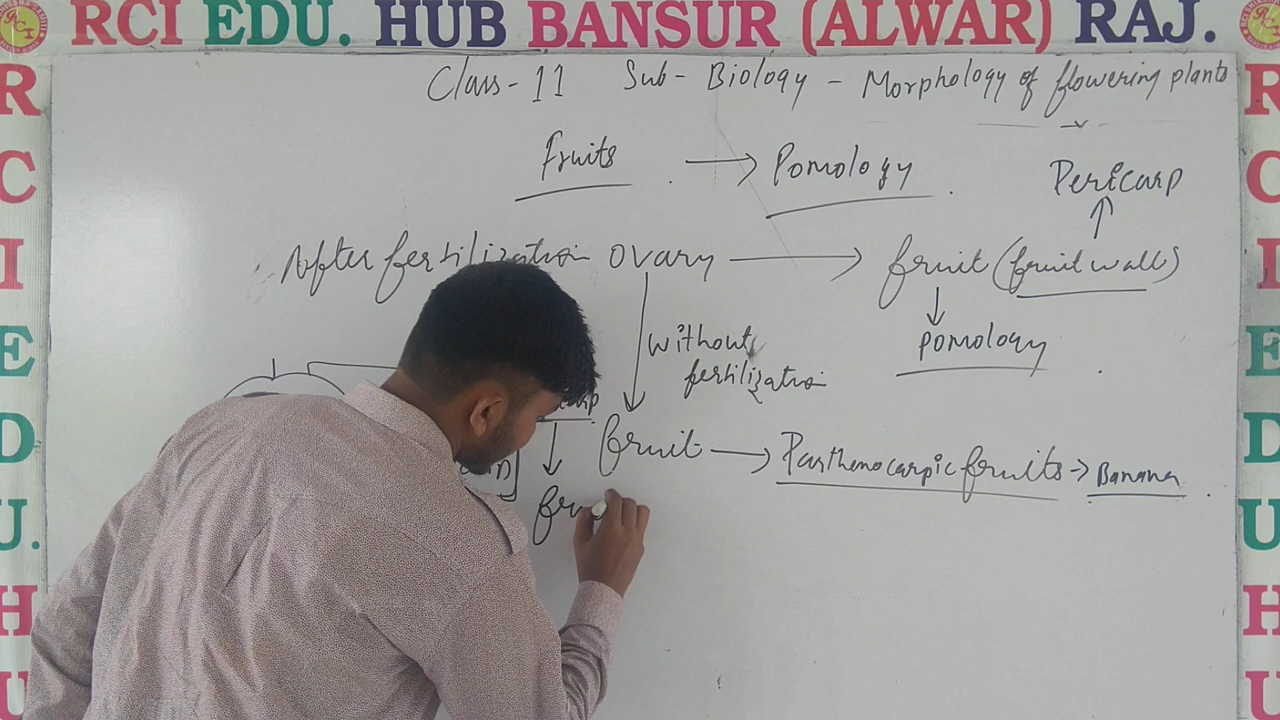 RCI EDU. HUB BANSUR (ALWAR) RAJ.
Class-11 Sub- Biology - Morphology of flowering plants
Fruits → Pomology
Pericarp
After fertilization ovary → fruit (fruit wall)
without fertilization
pomology
fruit → Parthenocarpic fruits → Banana
fru
R C I E D U. H U
R C I E D U H U